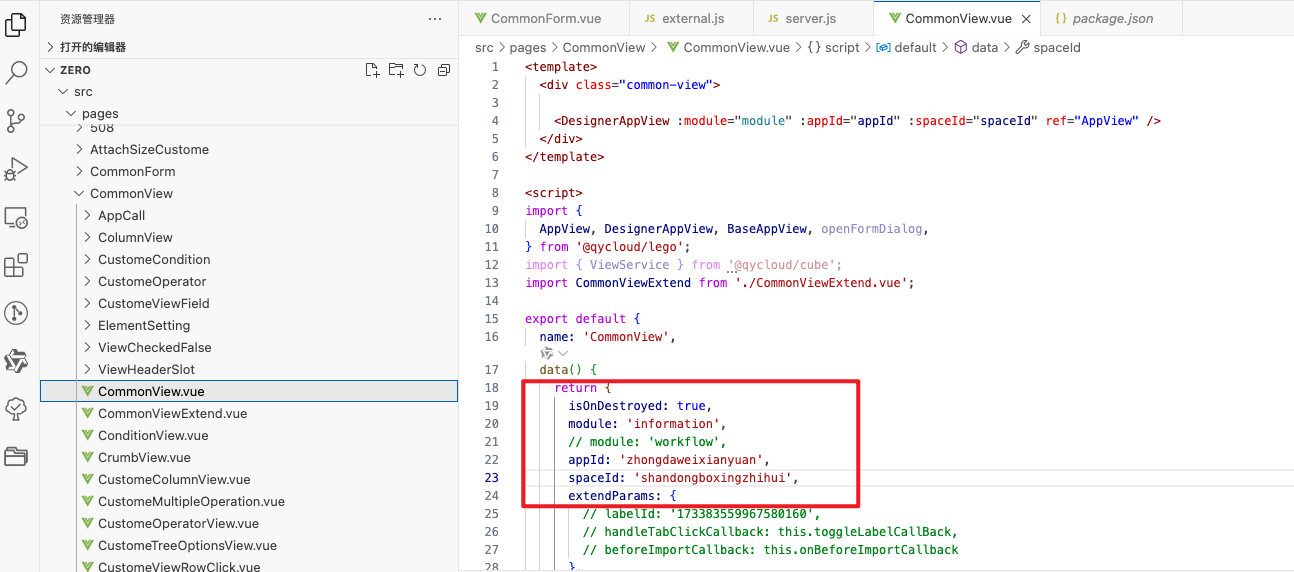 资源管理器
···
打开的编辑器
ZERO
src
pages
508
AttachSizeCustome
CommonForm
CommonView
AppCall
ColumnView
CustomeCondition
CustomeOperator
CustomeViewField
ElementSetting
ViewCheckedFalse
ViewHeaderSlot
CommonView.vue
CommonViewExtend.vue
ConditionView.vue
CrumbView.vue
CustomeColumnView.vue
CustomeMultipleOperation.vue
CustomeOperatorView.vue
CustomeTreeOptionsView.vue
CustomeViewRowClick.vue
CommonForm.vue JS external.js JS server.js CommonView.vue {} package.json
src > pages > CommonView > CommonView.vue > {} script > default > data > spaceId
1 <template>
2 <div class="common-view">
3
4 <DesignerAppView :module="module" :appId="appId" :spaceId="spaceId" ref="AppView" />
5 </div>
6 </template>
7
8 <script>
9 import {
10 AppView, DesignerAppView, BaseAppView, openFormDialog,
11 } from '@qycloud/lego';
12 import { ViewService } from '@qycloud/cube';
13 import CommonViewExtend from './CommonViewExtend.vue';
14
15 export default {
16 name: 'CommonView',
17 data() {
18 return {
19 isOnDestroyed: true,
20 module: 'information',
21 // module: 'workflow',
22 appId: 'zhongdaweixianyuan',
23 spaceId: 'shandongboxingzhihui',
24 extendParams: {
25 // labelId: '173383559967580160',
26 // handleTabClickCallback: this.toggleLabelCallBack,
27 // beforeImportCallback: this.onBeforeImportCallback
28 },